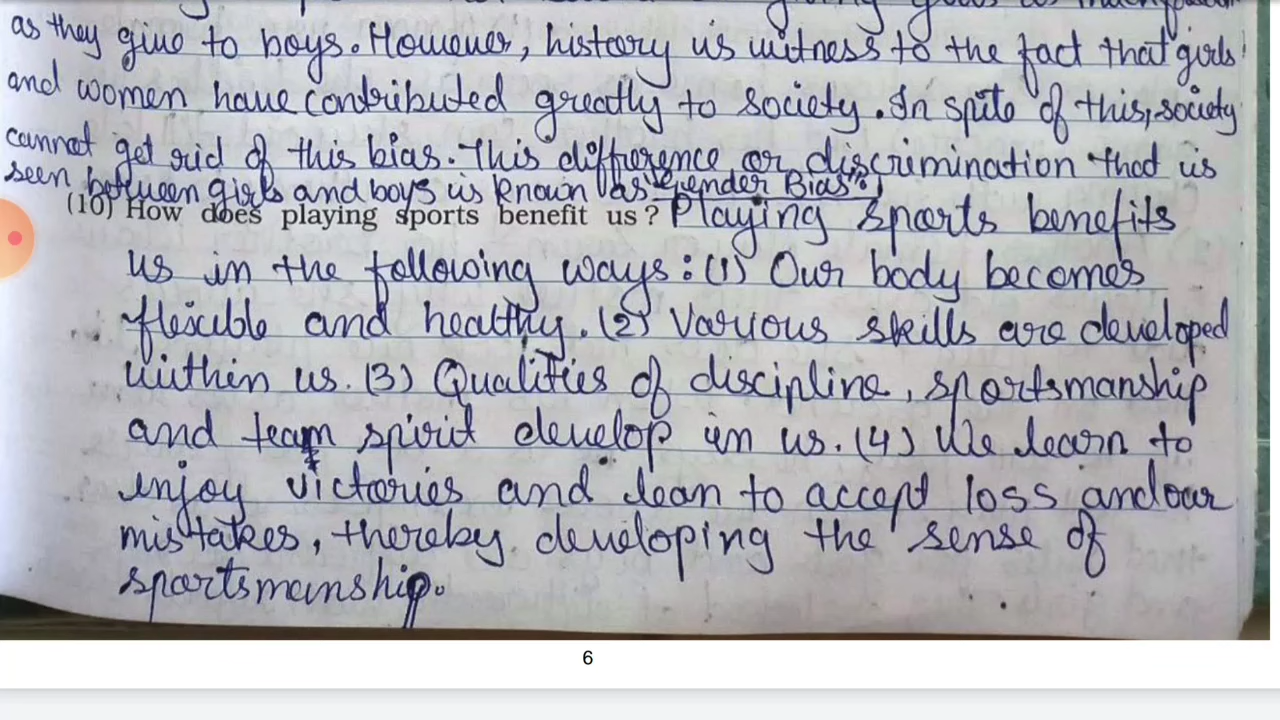 as they give to boys. However, history is witness to the fact that girls
and women have contributed greatly to society. In spite of this, society
cannot get rid of this bias. This difference or discrimination that is
seen between girls and boys is known as "Gender Bias".
(10) How does playing sports benefit us? Playing sports benefits
us in the following ways: (1) Our body becomes
flexible and healthy. (2) Various skills are developed
within us. (3) Qualities of discipline, sportsmanship
and team spirit develop in us. (4) We learn to
enjoy victories and lean to accept loss and our
mistakes, thereby developing the sense of
sportsmanship.
6